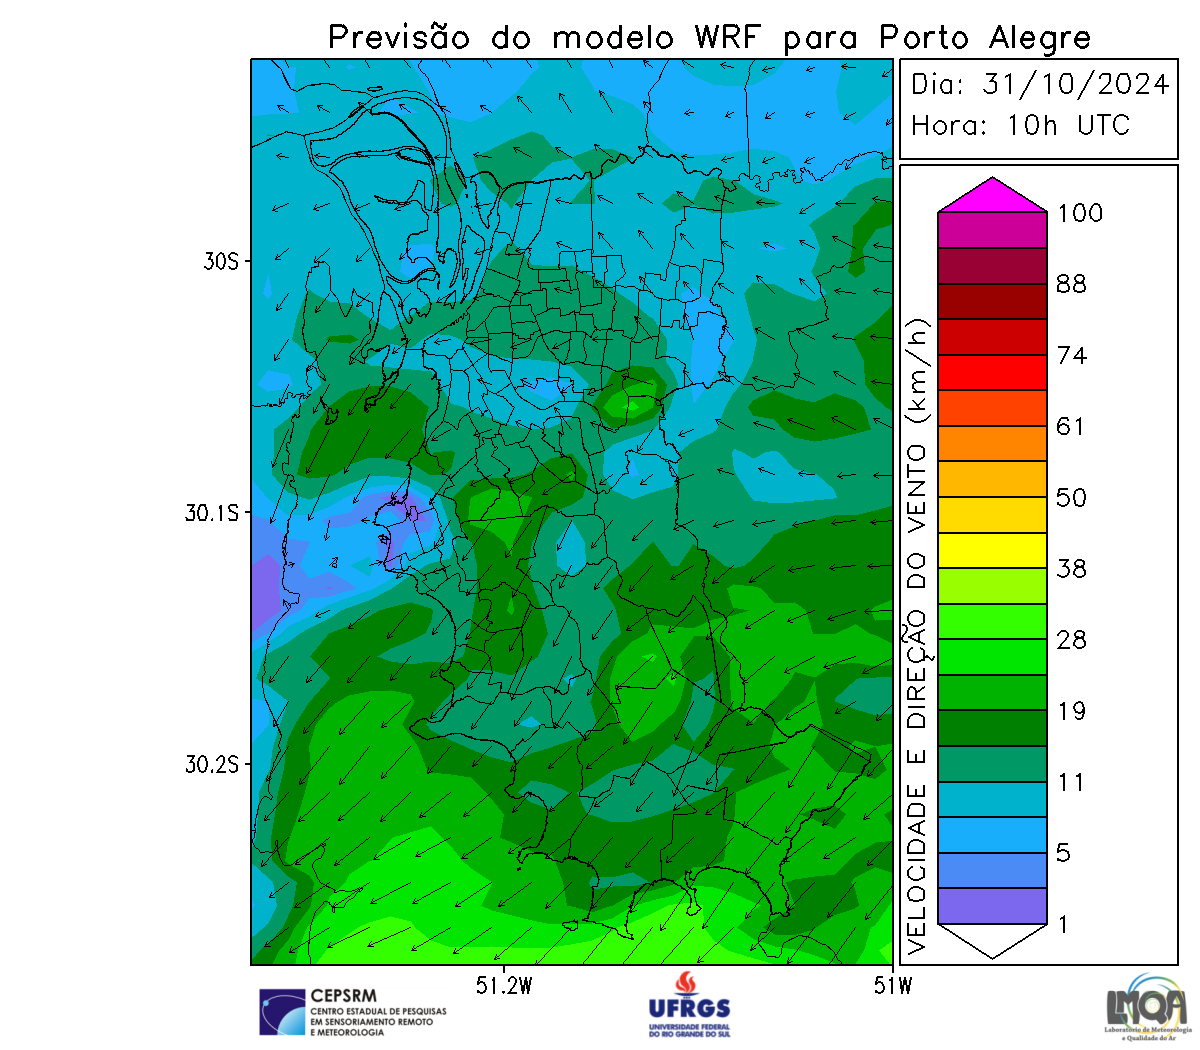 Previsão do modelo WRF para Porto Alegre
Dia: 31/10/2024
Hora: 10h UTC
30S
30.1S
30.2S
51.2W
51W
VELOCIDADE E DIREÇÃO DO VENTO (km/h)
100
88
74
61
50
38
28
19
11
5
1
CEPSRM
CENTRO ESTADUAL DE PESQUISAS
EM SENSORIAMENTO REMOTO
E METEOROLOGIA
UFRGS
UNIVERSIDADE FEDERAL
DO RIO GRANDE DO SUL
LMQA
Laboratório de Meteorologia
e Qualidade do Ar